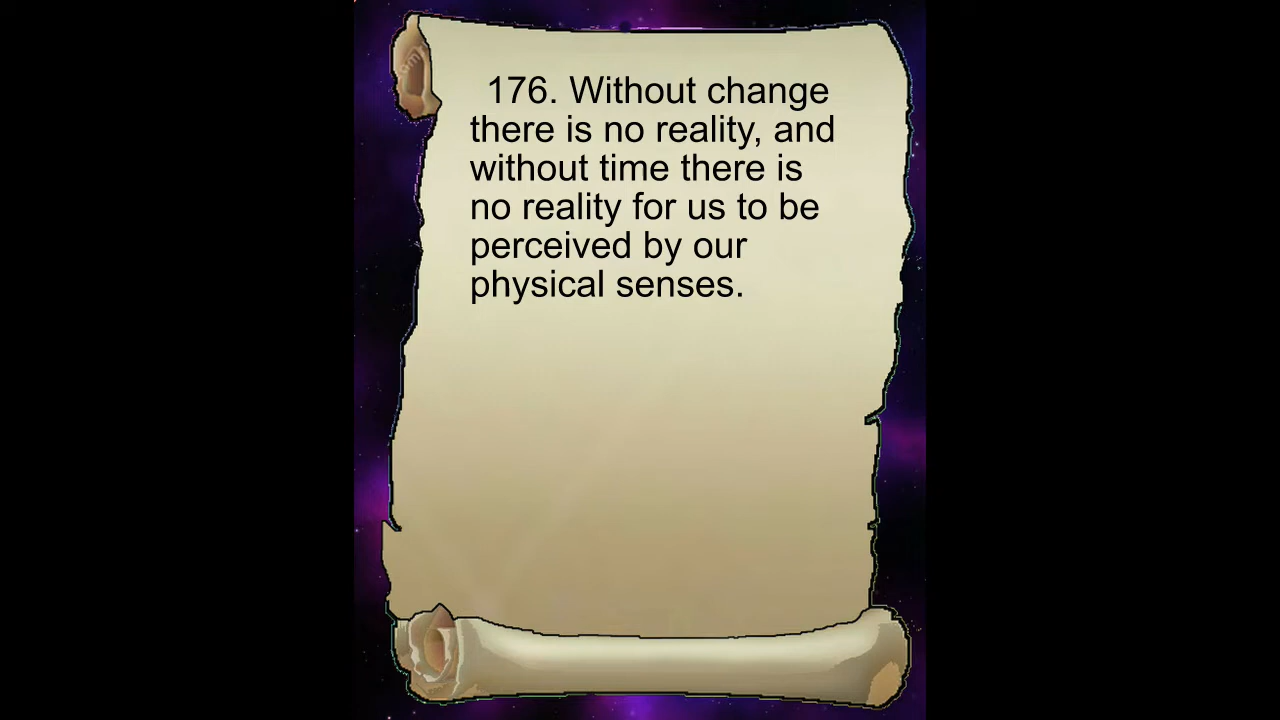 176. Without change
there is no reality, and
without time there is
no reality for us to be
perceived by our
physical senses.